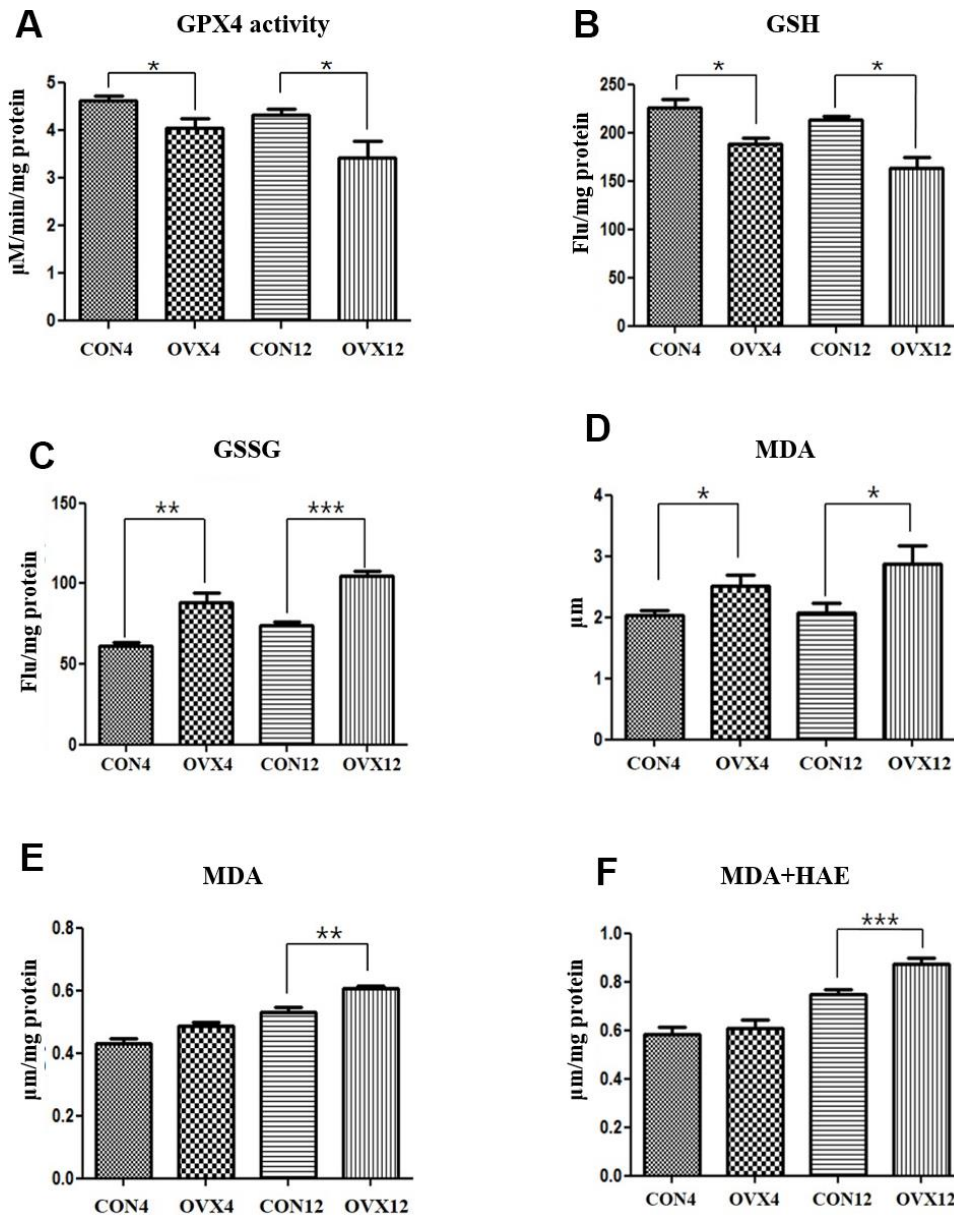 A
GPX4 activity
*
*
µM/min/mg protein
5
4
3
2
1
0
CON4 OVX4 CON12 OVX12
B
GSH
*
*
Flu/mg protein
250
200
150
100
50
0
CON4 OVX4 CON12 OVX12
C
GSSG
**
***
Flu/mg protein
150
100
50
0
CON4 OVX4 CON12 OVX12
D
MDA
*
*
µm
4
3
2
1
0
CON4 OVX4 CON12 OVX12
E
MDA
**
µm/mg protein
0.8
0.6
0.4
0.2
0.0
CON4 OVX4 CON12 OVX12
F
MDA+HAE
***
µm/mg protein
1.0
0.8
0.6
0.4
0.2
0.0
CON4 OVX4 CON12 OVX12